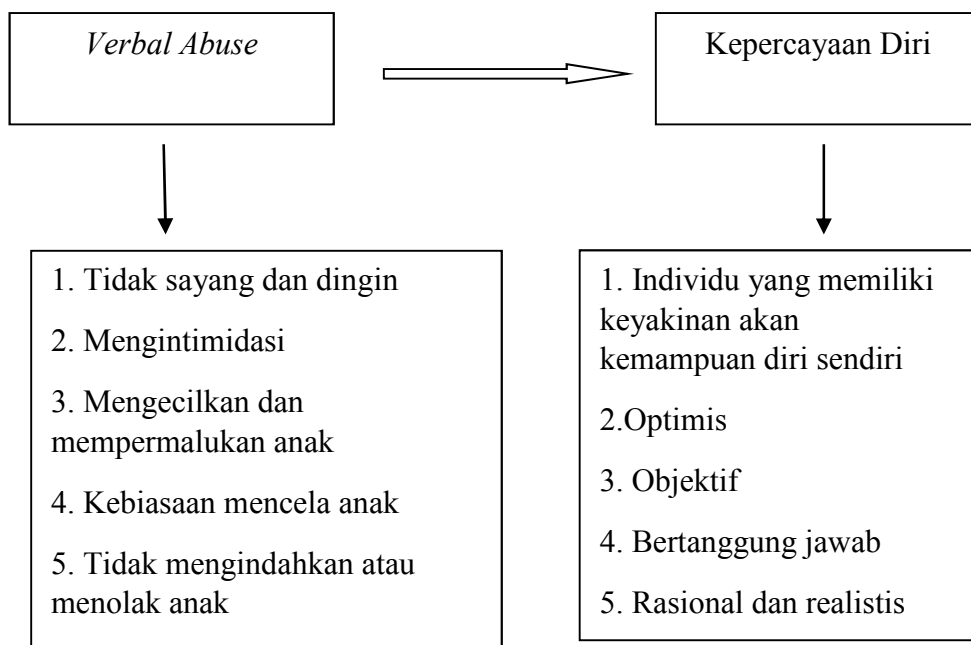 Verbal Abuse
Kepercayaan Diri
1. Tidak sayang dan dingin
2. Mengintimidasi
3. Mengecilkan dan
mempermalukan anak
4. Kebiasaan mencela anak
5. Tidak mengindahkan atau
menolak anak
1. Individu yang memiliki
keyakinan akan
kemampuan diri sendiri
2.Optimis
3. Objektif
4. Bertanggung jawab
5. Rasional dan realistis